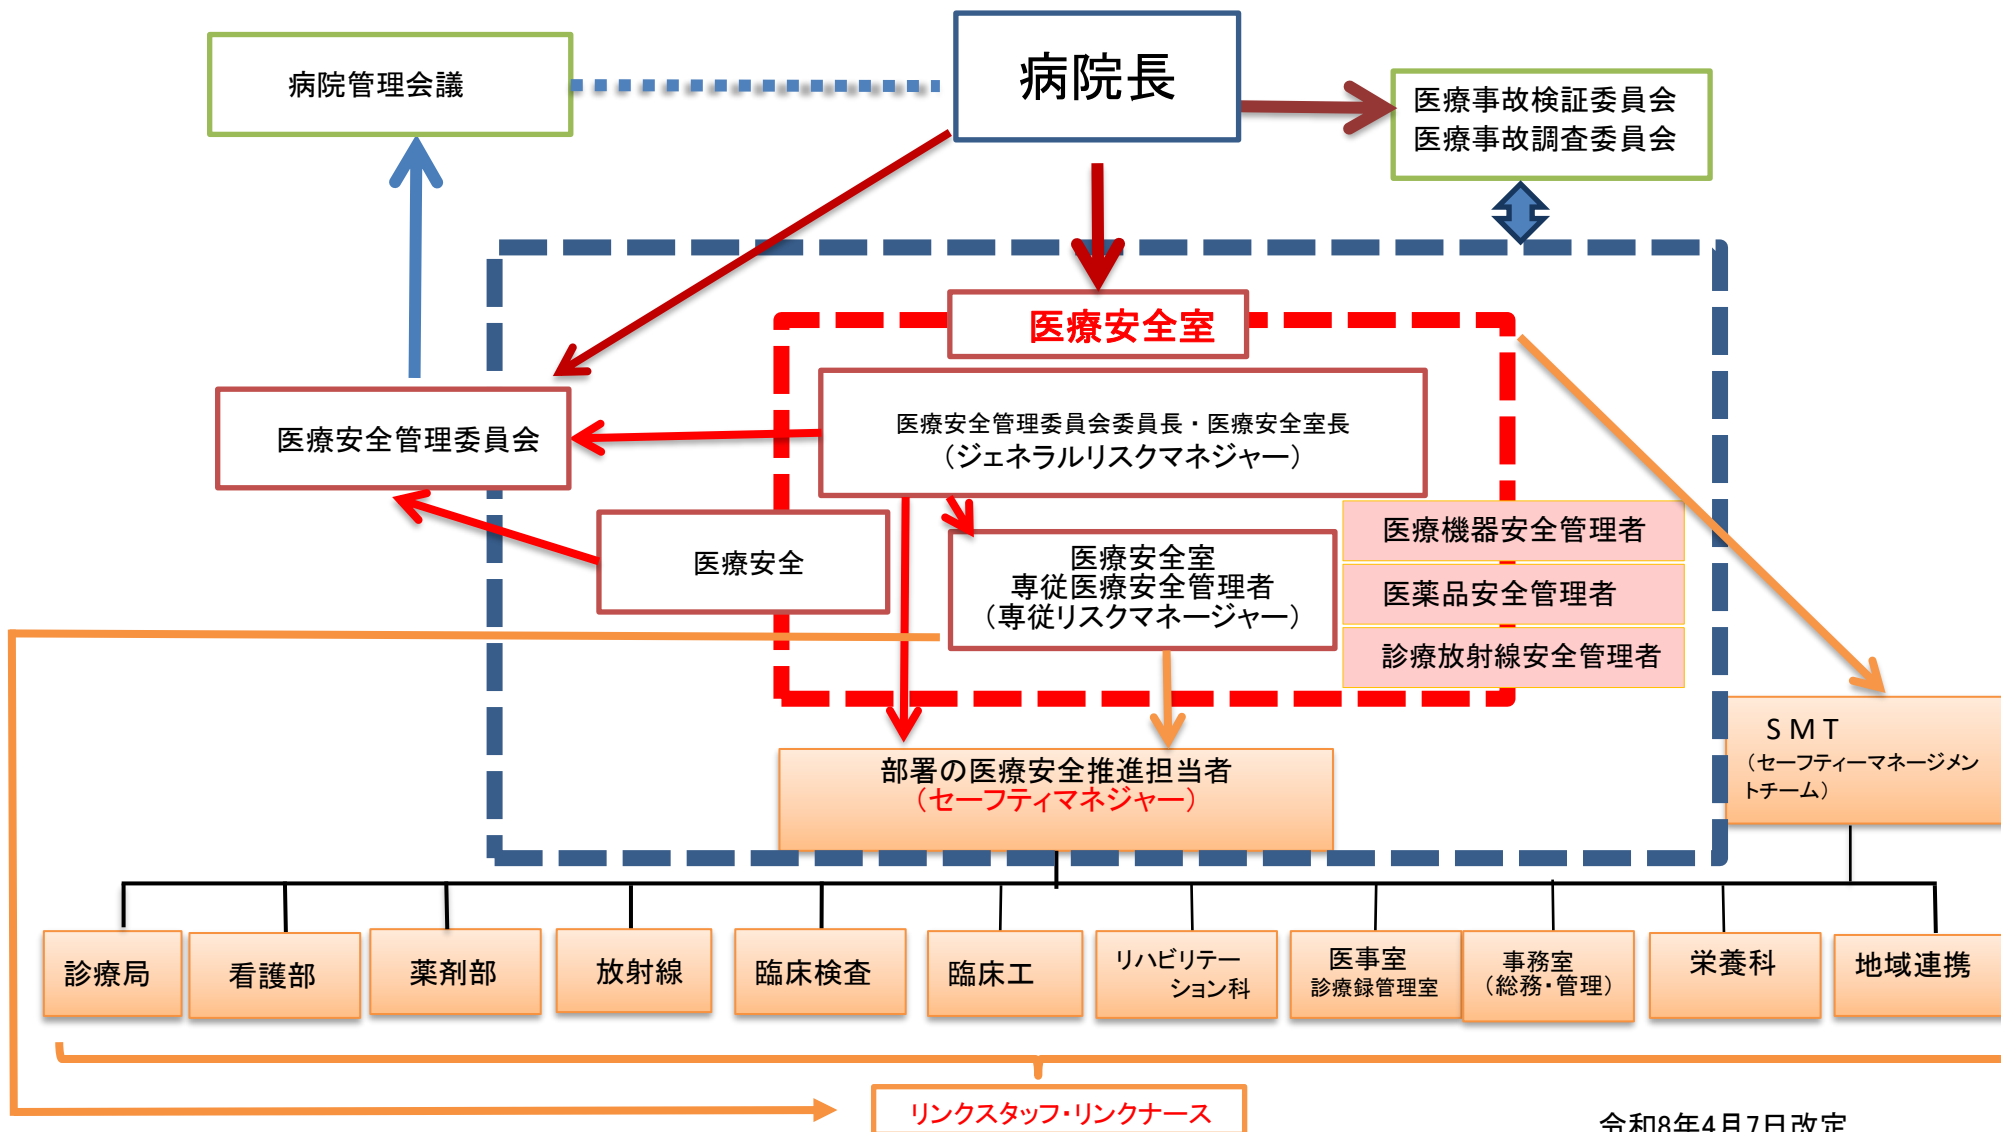 病院管理会議
病院長
医療事故検証委員会
医療事故調査委員会
医療安全室
医療安全管理委員会
医療安全管理委員会委員長・医療安全室長
（ジェネラルリスクマネジャー）
医療安全
医療安全室
専従医療安全管理者
（専従リスクマネージャー）
医療機器安全管理者
医薬品安全管理者
診療放射線安全管理者
部署の医療安全推進担当者
（セーフティマネジャー）
ＳＭＴ
（セーフティーマネージメン
トチーム）
診療局
看護部
薬剤部
放射線
臨床検査
臨床工
リハビリテー
ション科
医事室
診療録管理室
事務室
（総務・管理）
栄養科
地域連携
リンクスタッフ・リンクナース
令和8年4月7日改定